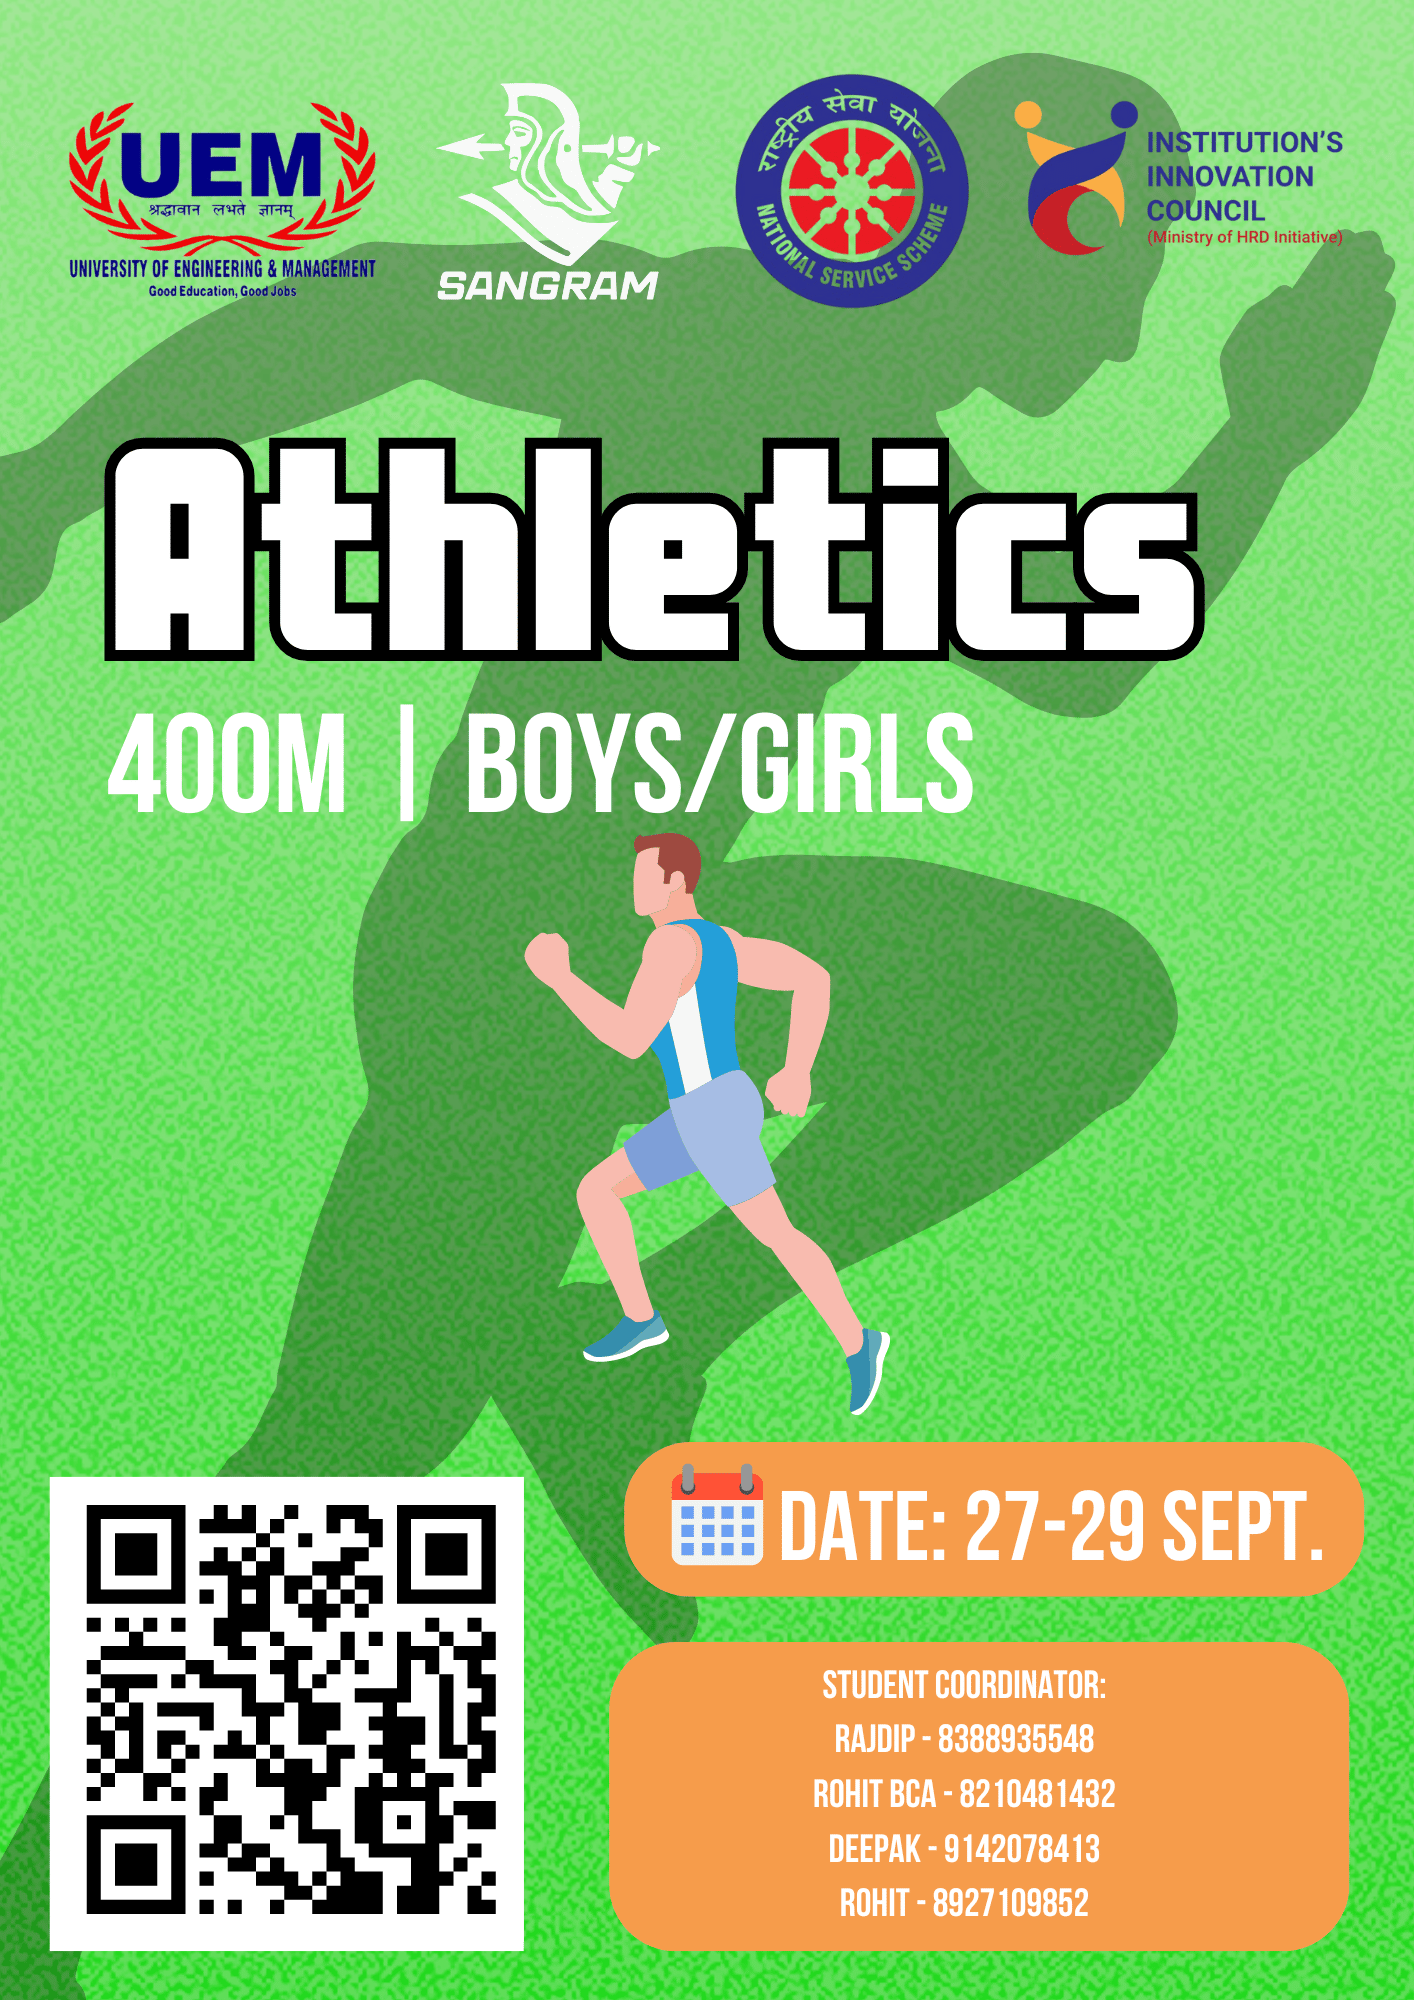 UEM
श्रद्धावान लभते ज्ञानम्
UNIVERSITY OF ENGINEERING & MANAGEMENT
Good Education, Good Jobs
SANGRAM
राष्ट्रीय सेवा योजना
NATIONAL SERVICE SCHEME
INSTITUTION'S
INNOVATION
COUNCIL
(Ministry of HRD Initiative)
Athletics
400M | BOYS/GIRLS
DATE: 27-29 SEPT.
STUDENT COORDINATOR:
RAJDIP - 8388935548
ROHIT BCA - 8210481432
DEEPAK - 9142078413
ROHIT - 8927109852